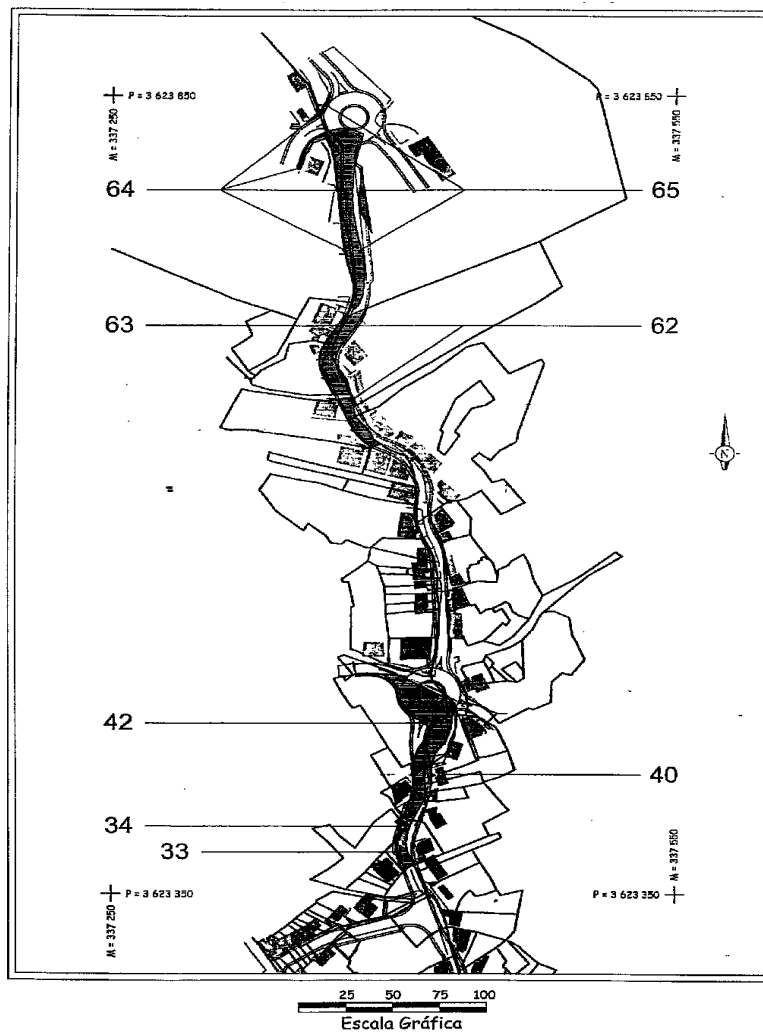 P = 3 623 850
P = 3 623 850
M = 337 250
M = 337 550
64
65
63
62
N
42
40
34
33
P = 3 623 350
P = 3 623 350
M = 337 250
M = 337 550
25 50 75 100
Escala Gráfica